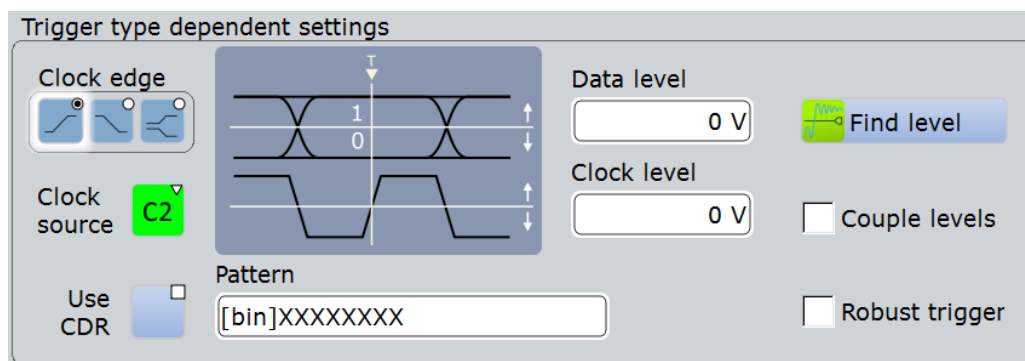 Trigger type dependent settings
Clock edge
T
1
0
Data level
0 V
Find level
Clock level
0 V
Clock
source
C2
Couple levels
Use
CDR
Pattern
[bin]XXXXXXXX
Robust trigger